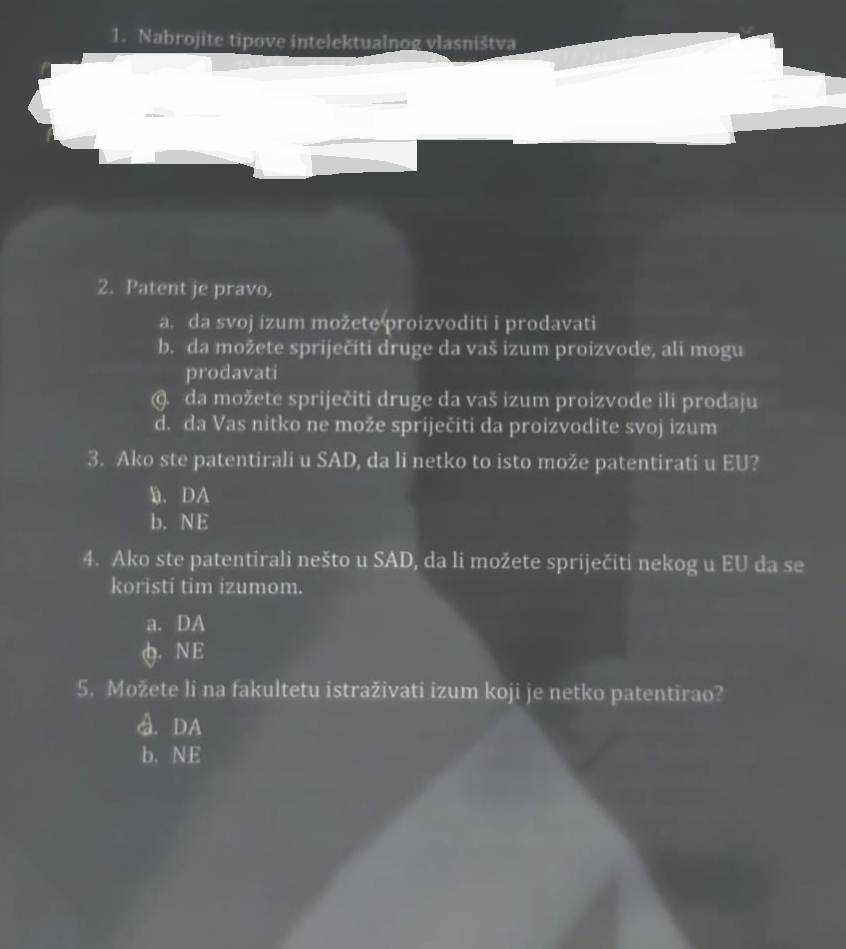 1. Nabrojite tipove intelektualnog vlasništva
2. Patent je pravo,
a. da svoj izum možete proizvoditi i prodavati
b. da možete spriječiti druge da vaš izum proizvode, ali mogu
prodavati
c. da možete spriječiti druge da vaš izum proizvode ili prodaju
d. da Vas nitko ne može spriječiti da proizvodite svoj izum
3. Ako ste patentirali u SAD, da li netko to isto može patentirati u EU?
a. DA
b. NE
4. Ako ste patentirali nešto u SAD, da li možete spriječiti nekog u EU da se
koristi tim izumom.
a. DA
b. NE
5. Možete li na fakultetu istraživati izum koji je netko patentirao?
a. DA
b. NE